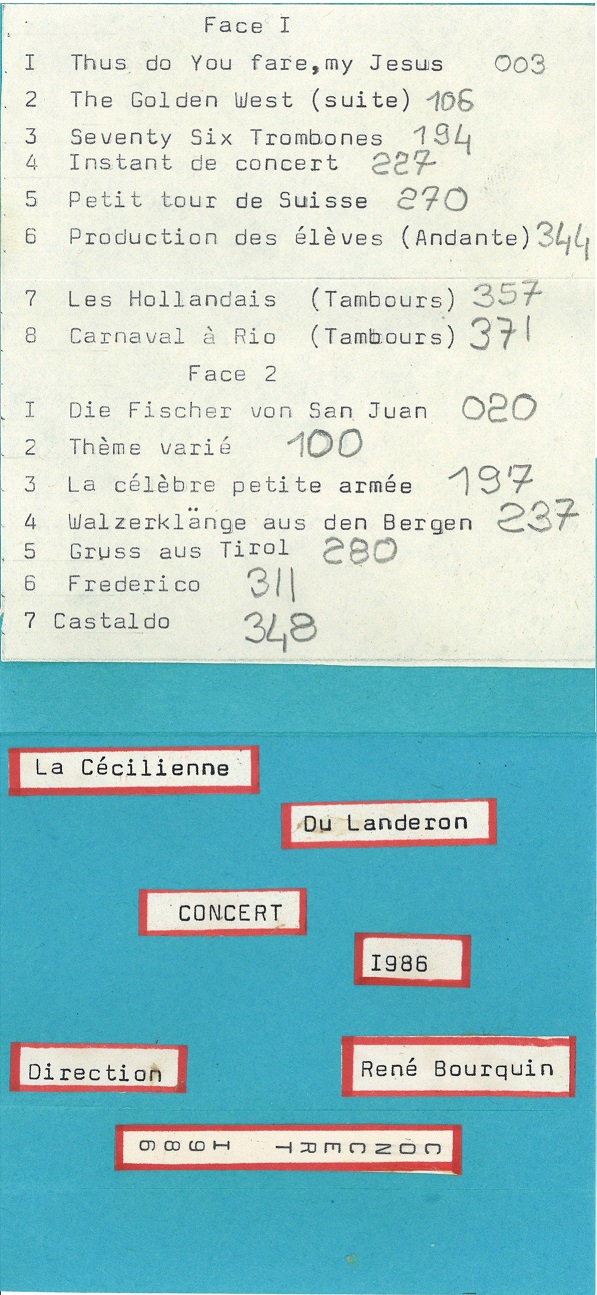 Face I
I Thus do You fare,my Jesus 003
2 The Golden West (suite) 106
3 Seventy Six Trombones 194
4 Instant de concert 227
5 Petit tour de Suisse 270
6 Production des élèves (Andante) 344
7 Les Hollandais (Tambours) 357
8 Carnaval à Rio (Tambours) 371
Face 2
I Die Fischer von San Juan 020
2 Thème varié 100
3 La célèbre petite armée 197
4 Walzerklänge aus den Bergen 237
5 Gruss aus Tirol 280
6 Frederico 311
7 Castaldo 348
La Cécilienne
Du Landeron
CONCERT
I986
Direction
René Bourquin
CONCERT I986